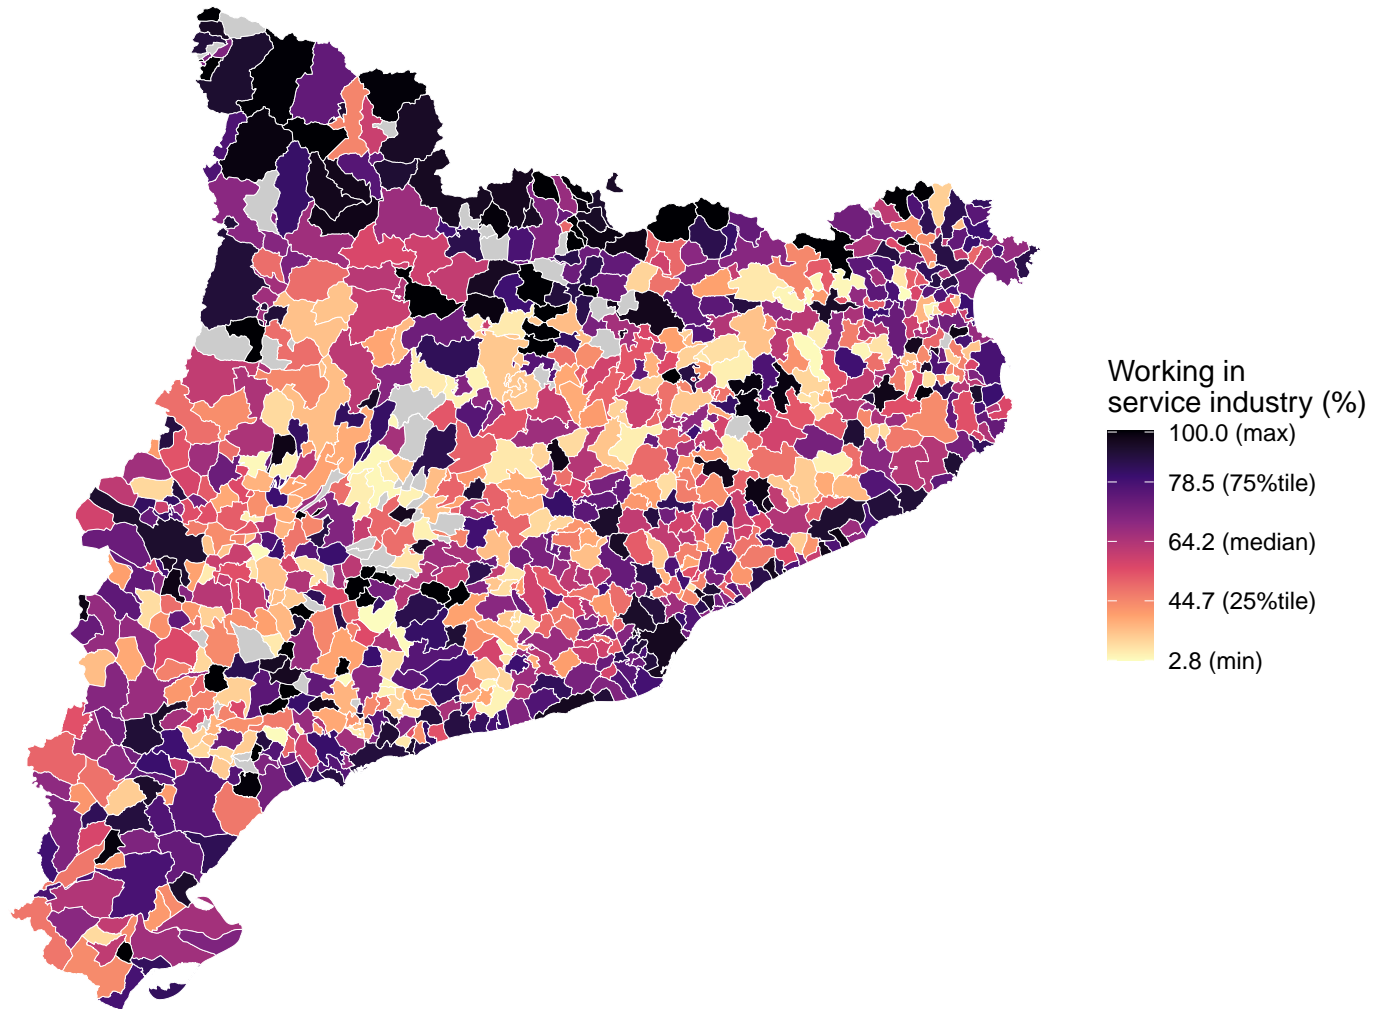 Working in
service industry (%)
100.0 (max)
78.5 (75%tile)
64.2 (median)
44.7 (25%tile)
2.8 (min)